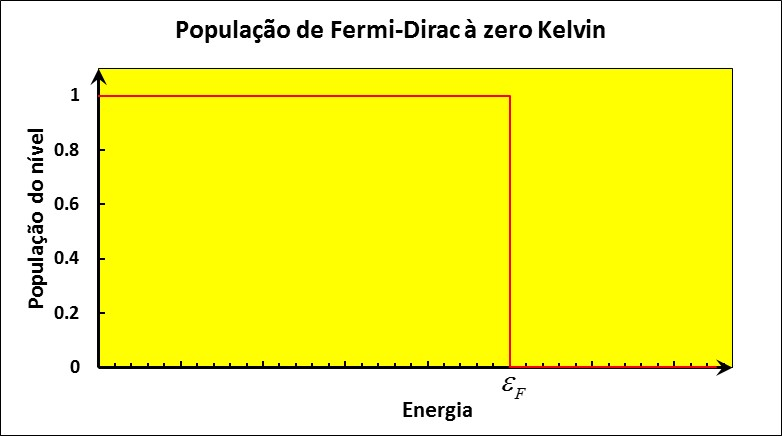 População de Fermi-Dirac à zero Kelvin
População do nível
1
0.8
0.6
0.4
0.2
0
ε_F
Energia